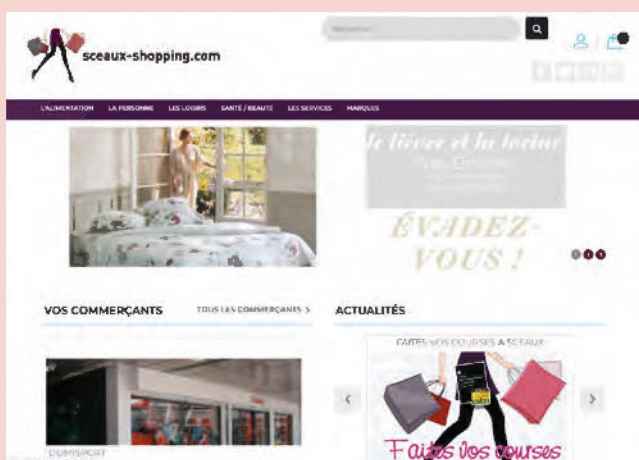 sceaux-shopping.com
L'ALIMENTATION LA PERSONNE LES LOISIRS SANTÉ / BEAUTÉ LES SERVICES MARQUES
le lièvre et la tortue
ÉVADEZ-
VOUS !
VOS COMMERÇANTS TOUS LES COMMERÇANTS >
ACTUALITÉS
FAITES VOS COURSES À SCEAUX
DOMISPORT
Faites vos courses